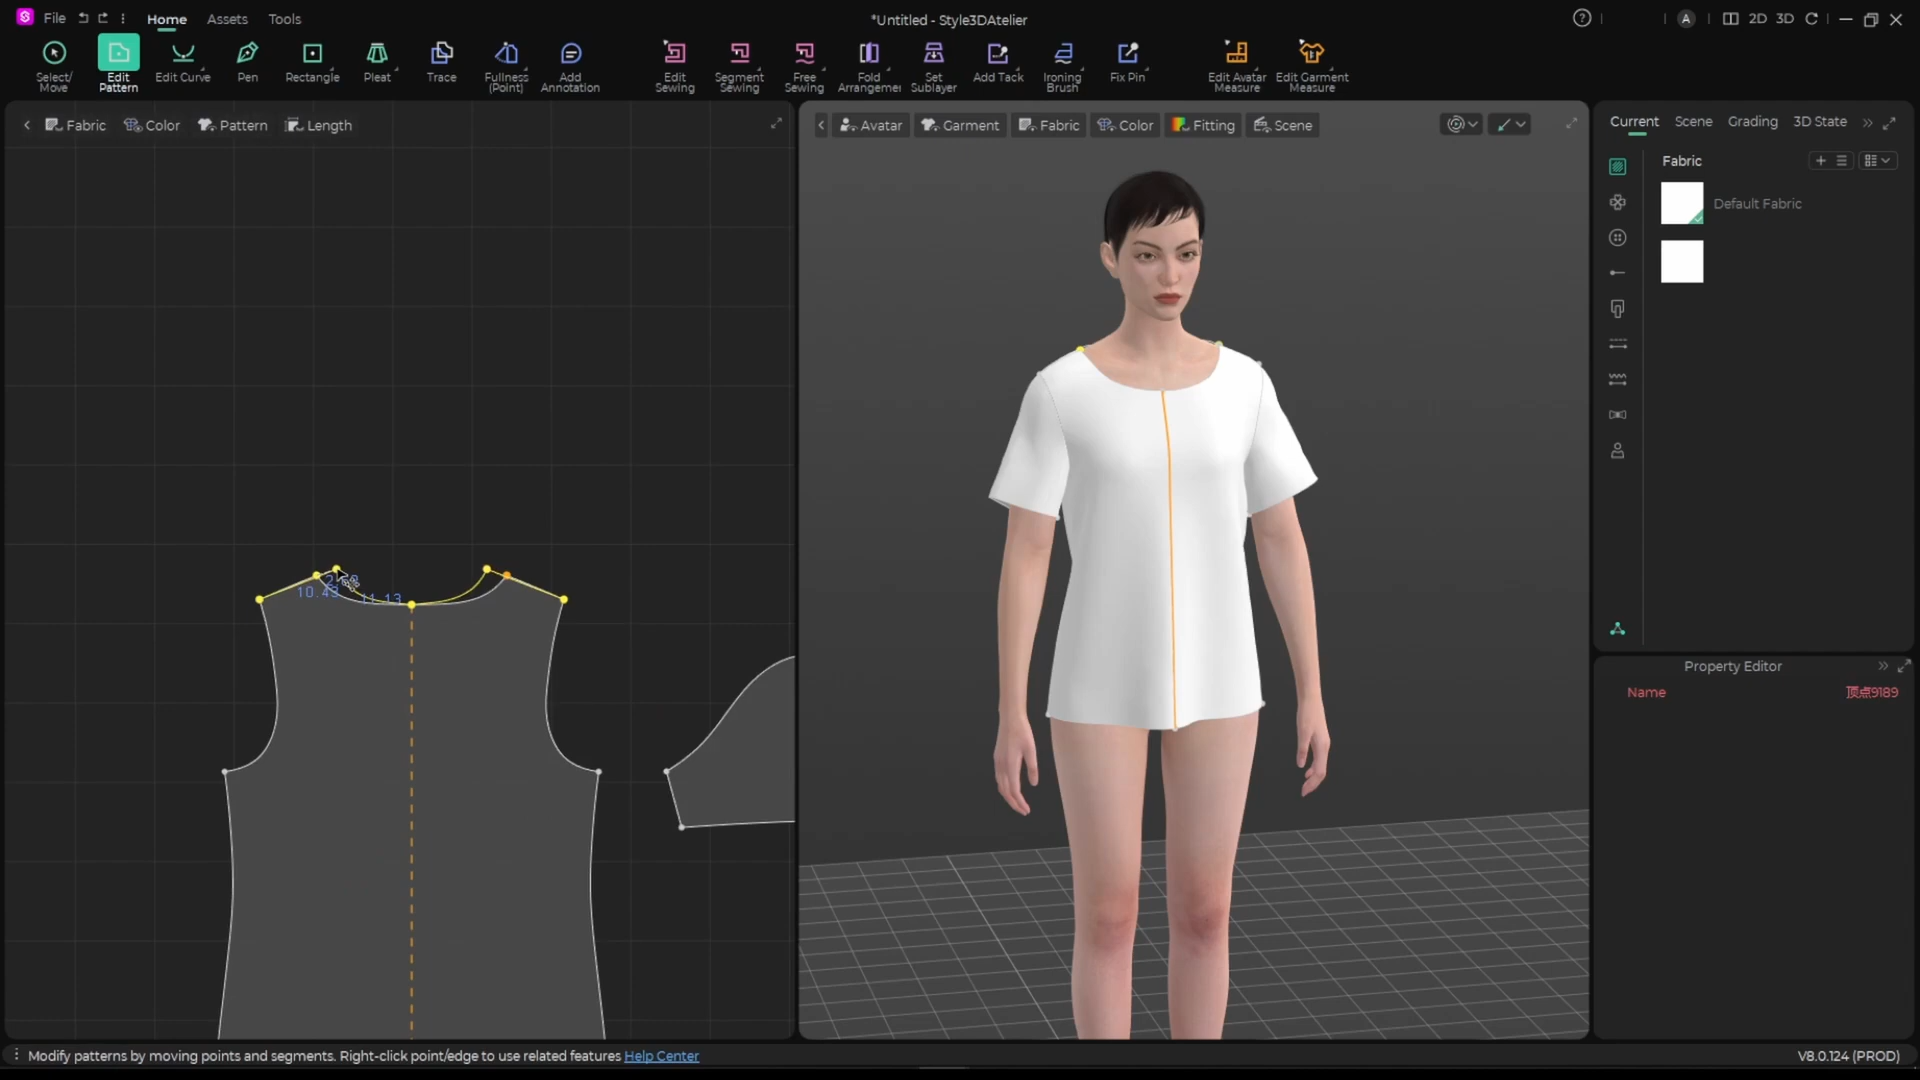 File
Home
Assets
Tools
*Untitled - Style3DAtelier
A
2D
3D
Select/
Move
Edit
Pattern
Edit Curve
Pen
Rectangle
Pleat
Trace
Fullness
(Point)
Add
Annotation
Edit
Sewing
Segment
Sewing
Free
Sewing
Fold
Arrangemer
Set
Sublayer
Add Tack
Ironing
Brush
Fix Pin
Edit Avatar
Measure
Edit Garment
Measure
Fabric
Color
Pattern
Length
Avatar
Garment
Fabric
Color
Fitting
Scene
Current
Scene
Grading
3D State
Fabric
Default Fabric
Property Editor
Name
顶点9189
11.13
Modify patterns by moving points and segments. Right-click point/edge to use related features Help Center
V8.0.124 (PROD)